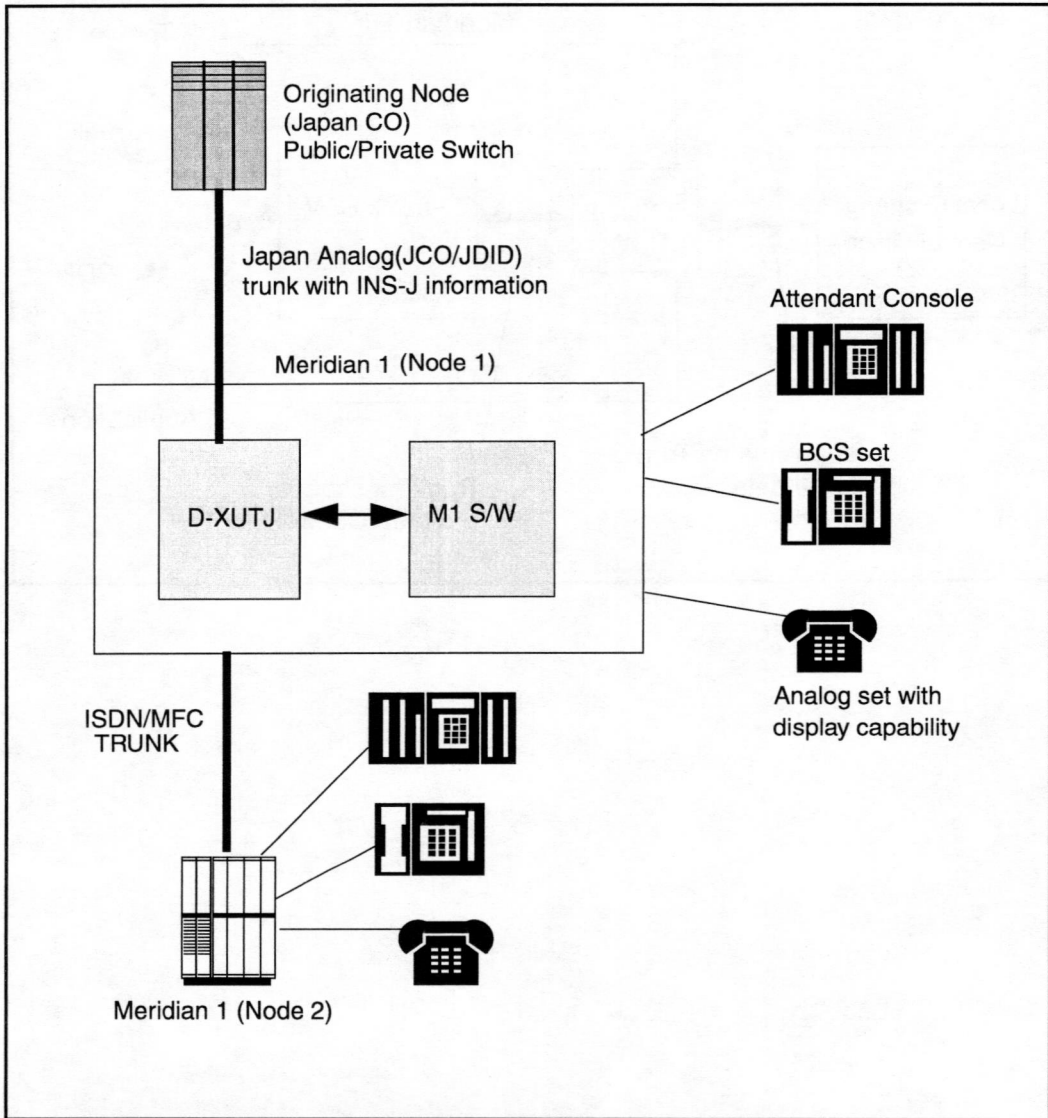 Originating Node
(Japan CO)
Public/Private Switch
Japan Analog(JCO/JDID)
trunk with INS-J information
Attendant Console
Meridian 1 (Node 1)
BCS set
D-XUTJ
M1 S/W
Analog set with
display capability
ISDN/MFC
TRUNK
Meridian 1 (Node 2)